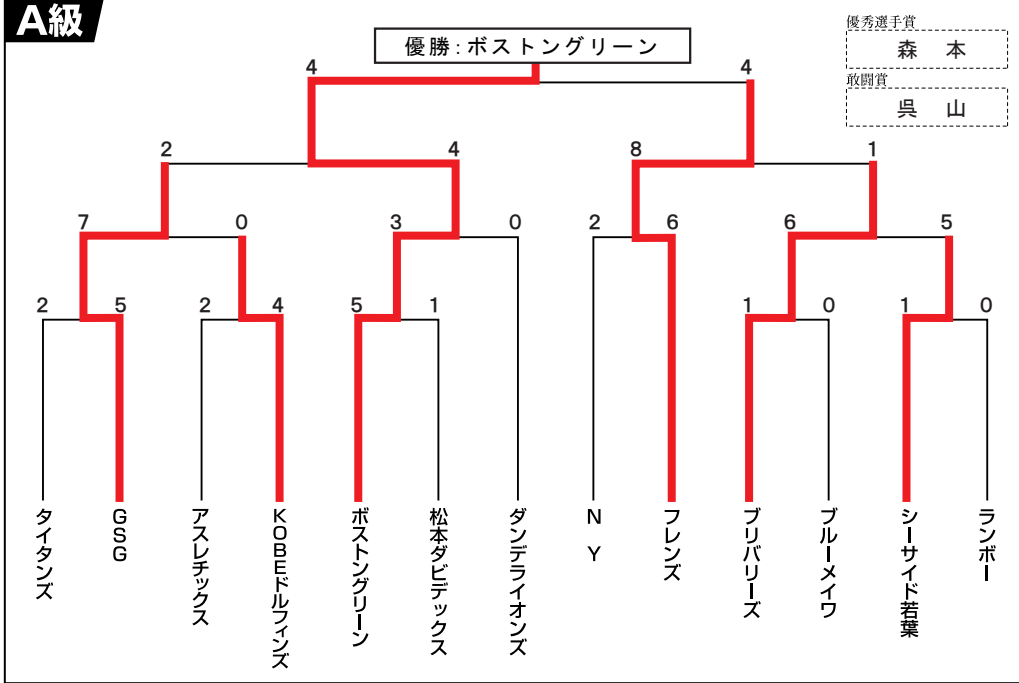 A級
優勝:ボストングリーン
優秀選手賞
森 本
敢闘賞
呉 山
4 4
2 4 8 1
7 0 3 0 2 6 6 5
2 5 2 4 5 1 1 0 1 0
タイタンズ
GSG
アスレチックス
KOBEドルフィンズ
ボストングリーン
松本ダビデックス
ダンデライオンズ
N Y
フレンズ
ブリバリーズ
ブルーメイワ
シーサイド若葉
ランボー